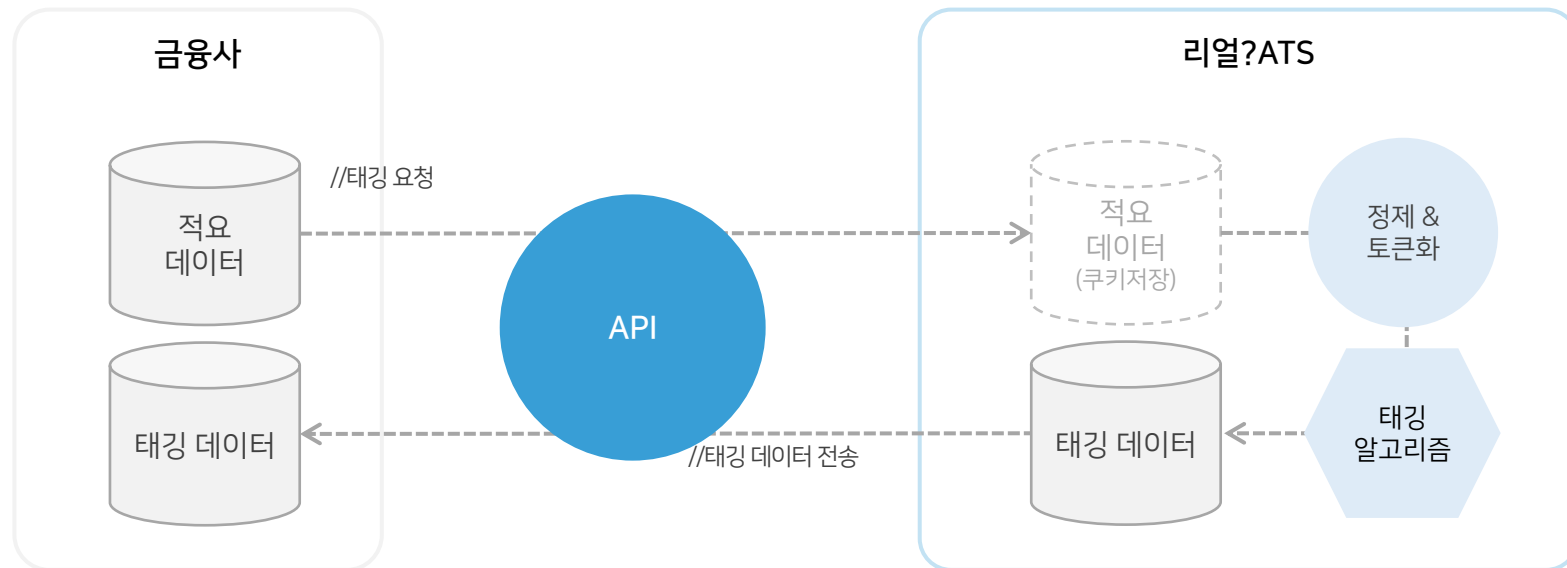 금융사
리얼?ATS
//태깅 요청
적요
데이터
API
적요
데이터
(쿠키저장)
정제 &
토큰화
태깅 데이터
//태깅 데이터 전송
태깅 데이터
태깅
알고리즘